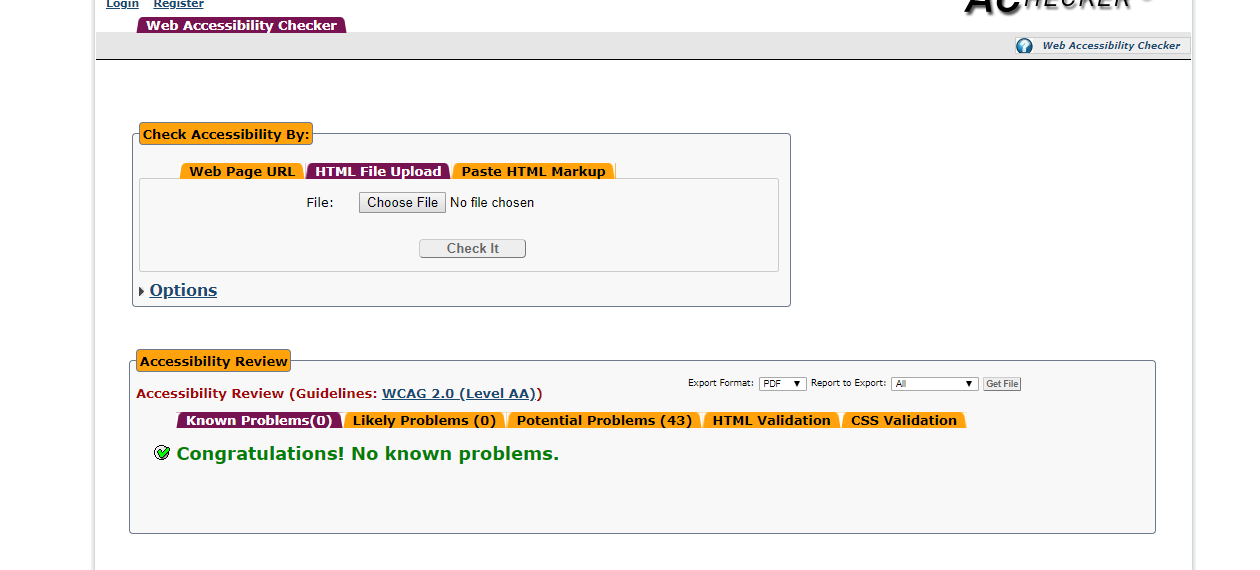 Login Register
Web Accessibility Checker
Web Accessibility Checker
Check Accessibility By:
Web Page URL HTML File Upload Paste HTML Markup
File: Choose File No file chosen
Check It
Options
Accessibility Review
Export Format: PDF Report to Export: All Get File
Accessibility Review (Guidelines: WCAG 2.0 (Level AA))
Known Problems(0) Likely Problems (0) Potential Problems (43) HTML Validation CSS Validation
Congratulations! No known problems.